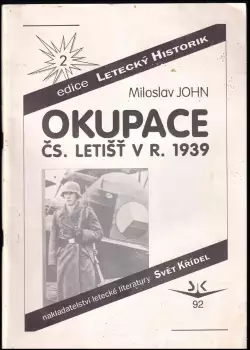 2
edice LETECKÝ HISTORIK
Miloslav JOHN
OKUPACE
ČS. LETIŠŤ V R. 1939
nakladatelství letecké literatury SVĚT KŘÍDEL
92